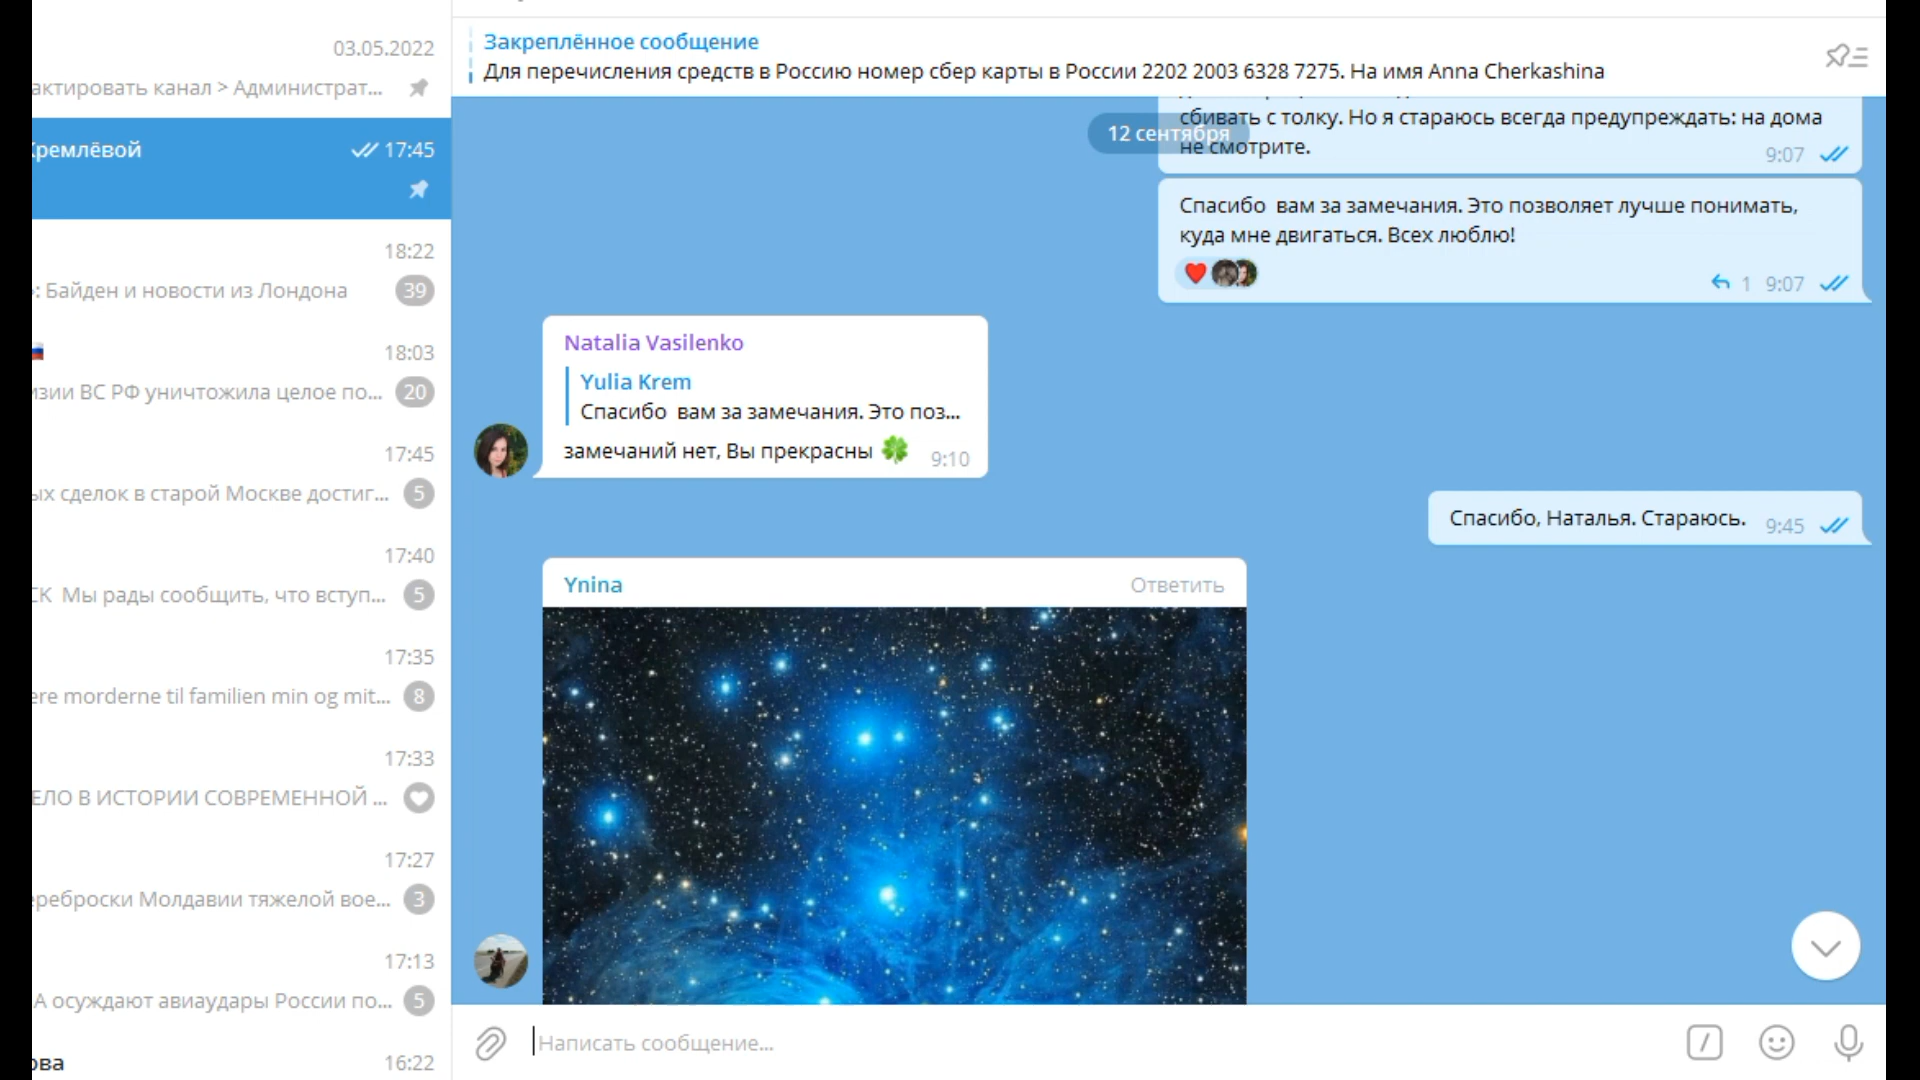 03.05.2022
актировать канал > Администрат...
Кремлёвой
17:45
18:22
: Байден и новости из Лондона
39
18:03
изии ВС РФ уничтожила целое по...
20
17:45
ых сделок в старой Москве достиг...
5
17:40
СК Мы рады сообщить, что вступ...
5
17:35
ere morderne til familien min og mit...
8
17:33
ЕЛО В ИСТОРИИ СОВРЕМЕННОЙ ...
17:27
ереброски Молдавии тяжелой вое...
3
17:13
А осуждают авиаудары России по...
5
ова
16:22
Закреплённое сообщение
Для перечисления средств в Россию номер сбер карты в России 2202 2003 6328 7275. На имя Anna Cherkashina
12 сентября
сбивать с толку. Но я стараюсь всегда предупреждать: на дома
не смотрите.
9:07
Спасибо вам за замечания. Это позволяет лучше понимать,
куда мне двигаться. Всех люблю!
1 9:07
Natalia Vasilenko
Yulia Krem
Спасибо вам за замечания. Это поз...
замечаний нет, Вы прекрасны 🍀
9:10
Спасибо, Наталья. Стараюсь.
9:45
Ynina
Ответить
Написать сообщение...